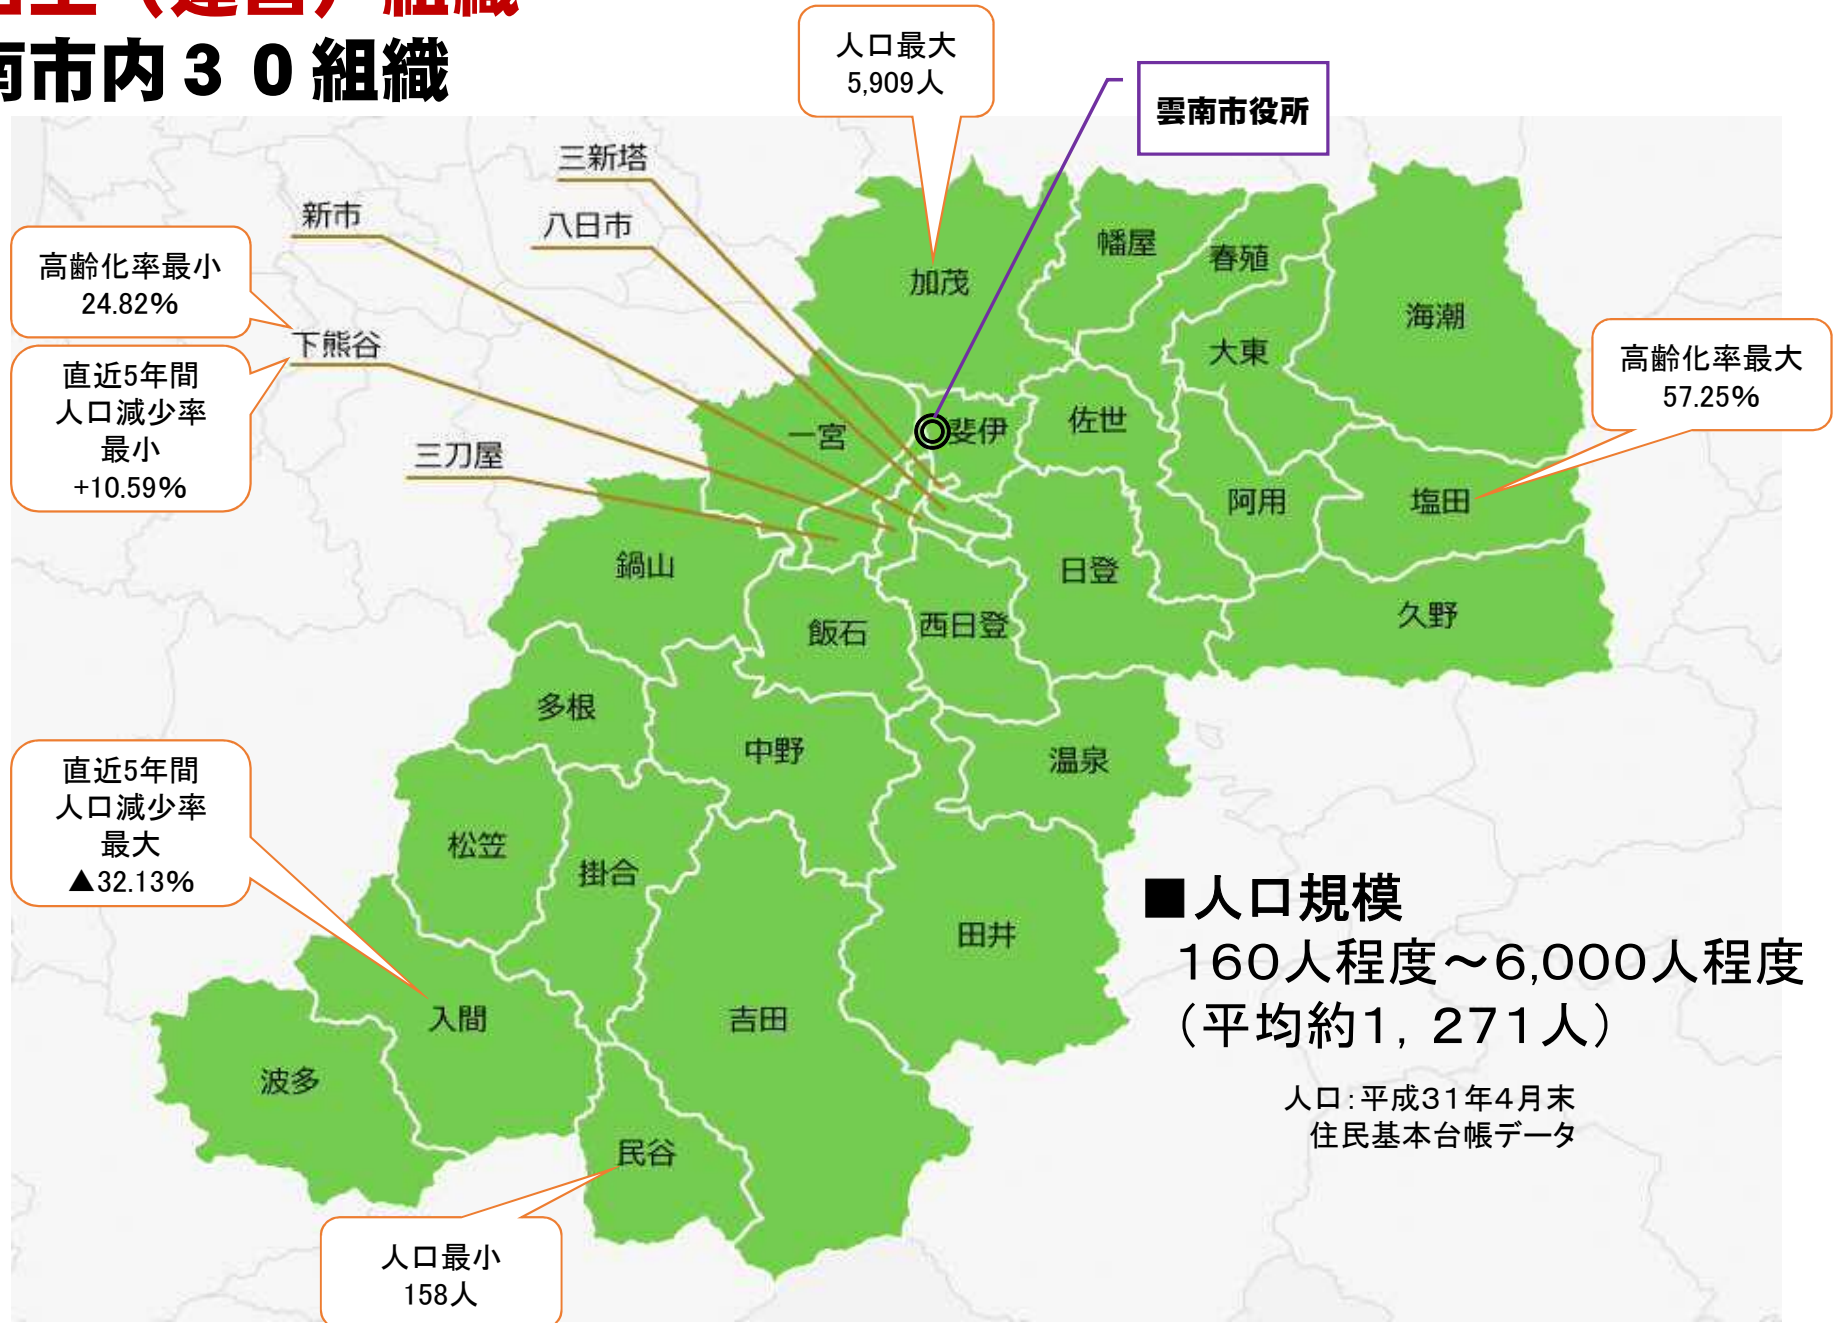 （運営）組織
南市内３０組織
人口最大
5,909人
雲南市役所
三新塔
新市
八日市
高齢化率最小
24.82%
下熊谷
直近5年間
人口減少率
最小
+10.59%
三刀屋
加茂
幡屋
春殖
海潮
大東
高齢化率最大
57.25%
一宮
斐伊
佐世
阿用
塩田
鍋山
日登
飯石
西日登
久野
多根
中野
温泉
直近5年間
人口減少率
最大
▲32.13%
松笠
掛合
田井
■人口規模
160人程度～6,000人程度
（平均約1，271人）
入間
吉田
波多
人口：平成31年4月末
住民基本台帳データ
民谷
人口最小
158人